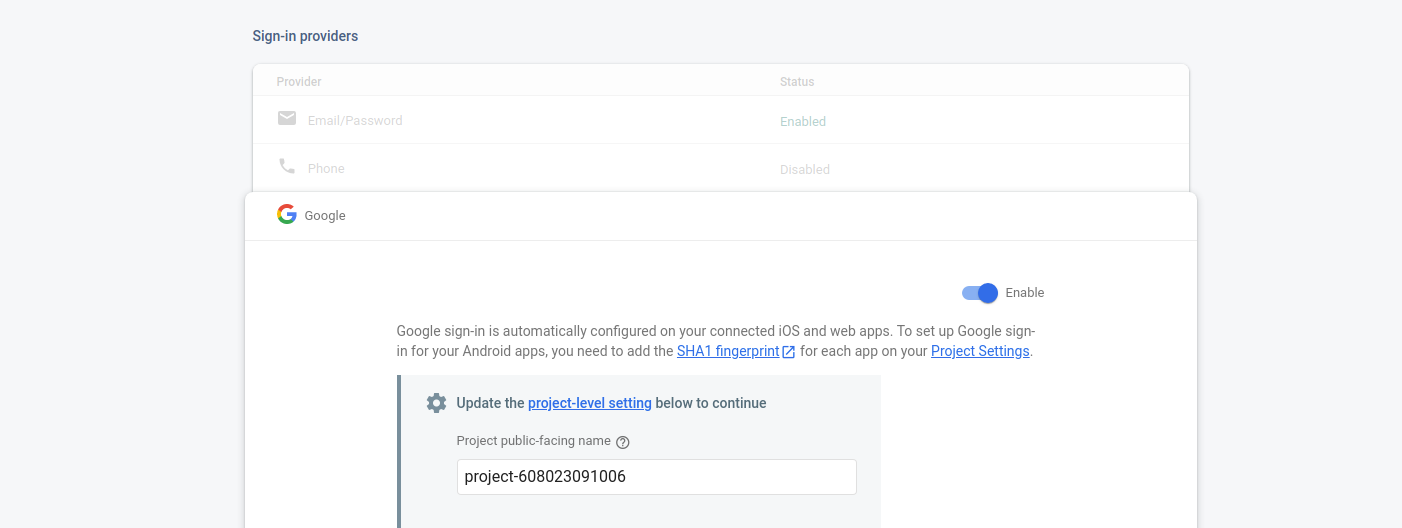 Sign-in providers
Provider Status
Email/Password Enabled
Phone Disabled
Google
Enable
Google sign-in is automatically configured on your connected iOS and web apps. To set up Google sign-
in for your Android apps, you need to add the SHA1 fingerprint for each app on your Project Settings.
Update the project-level setting below to continue
Project public-facing name
project-608023091006